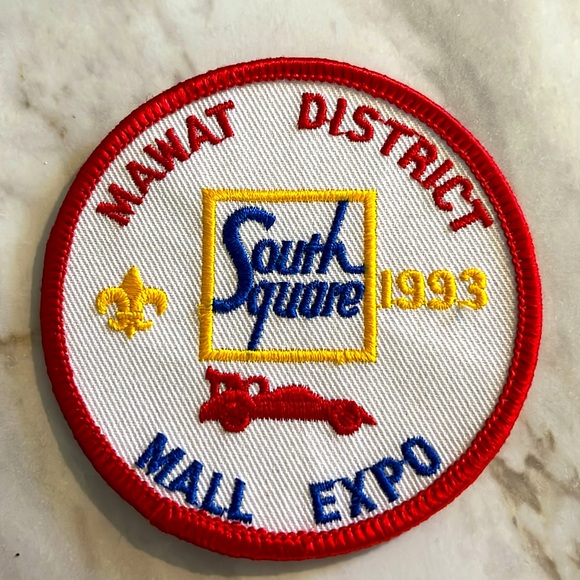 MAWAT DISTRICT
South
Square
1993
MALL EXPO